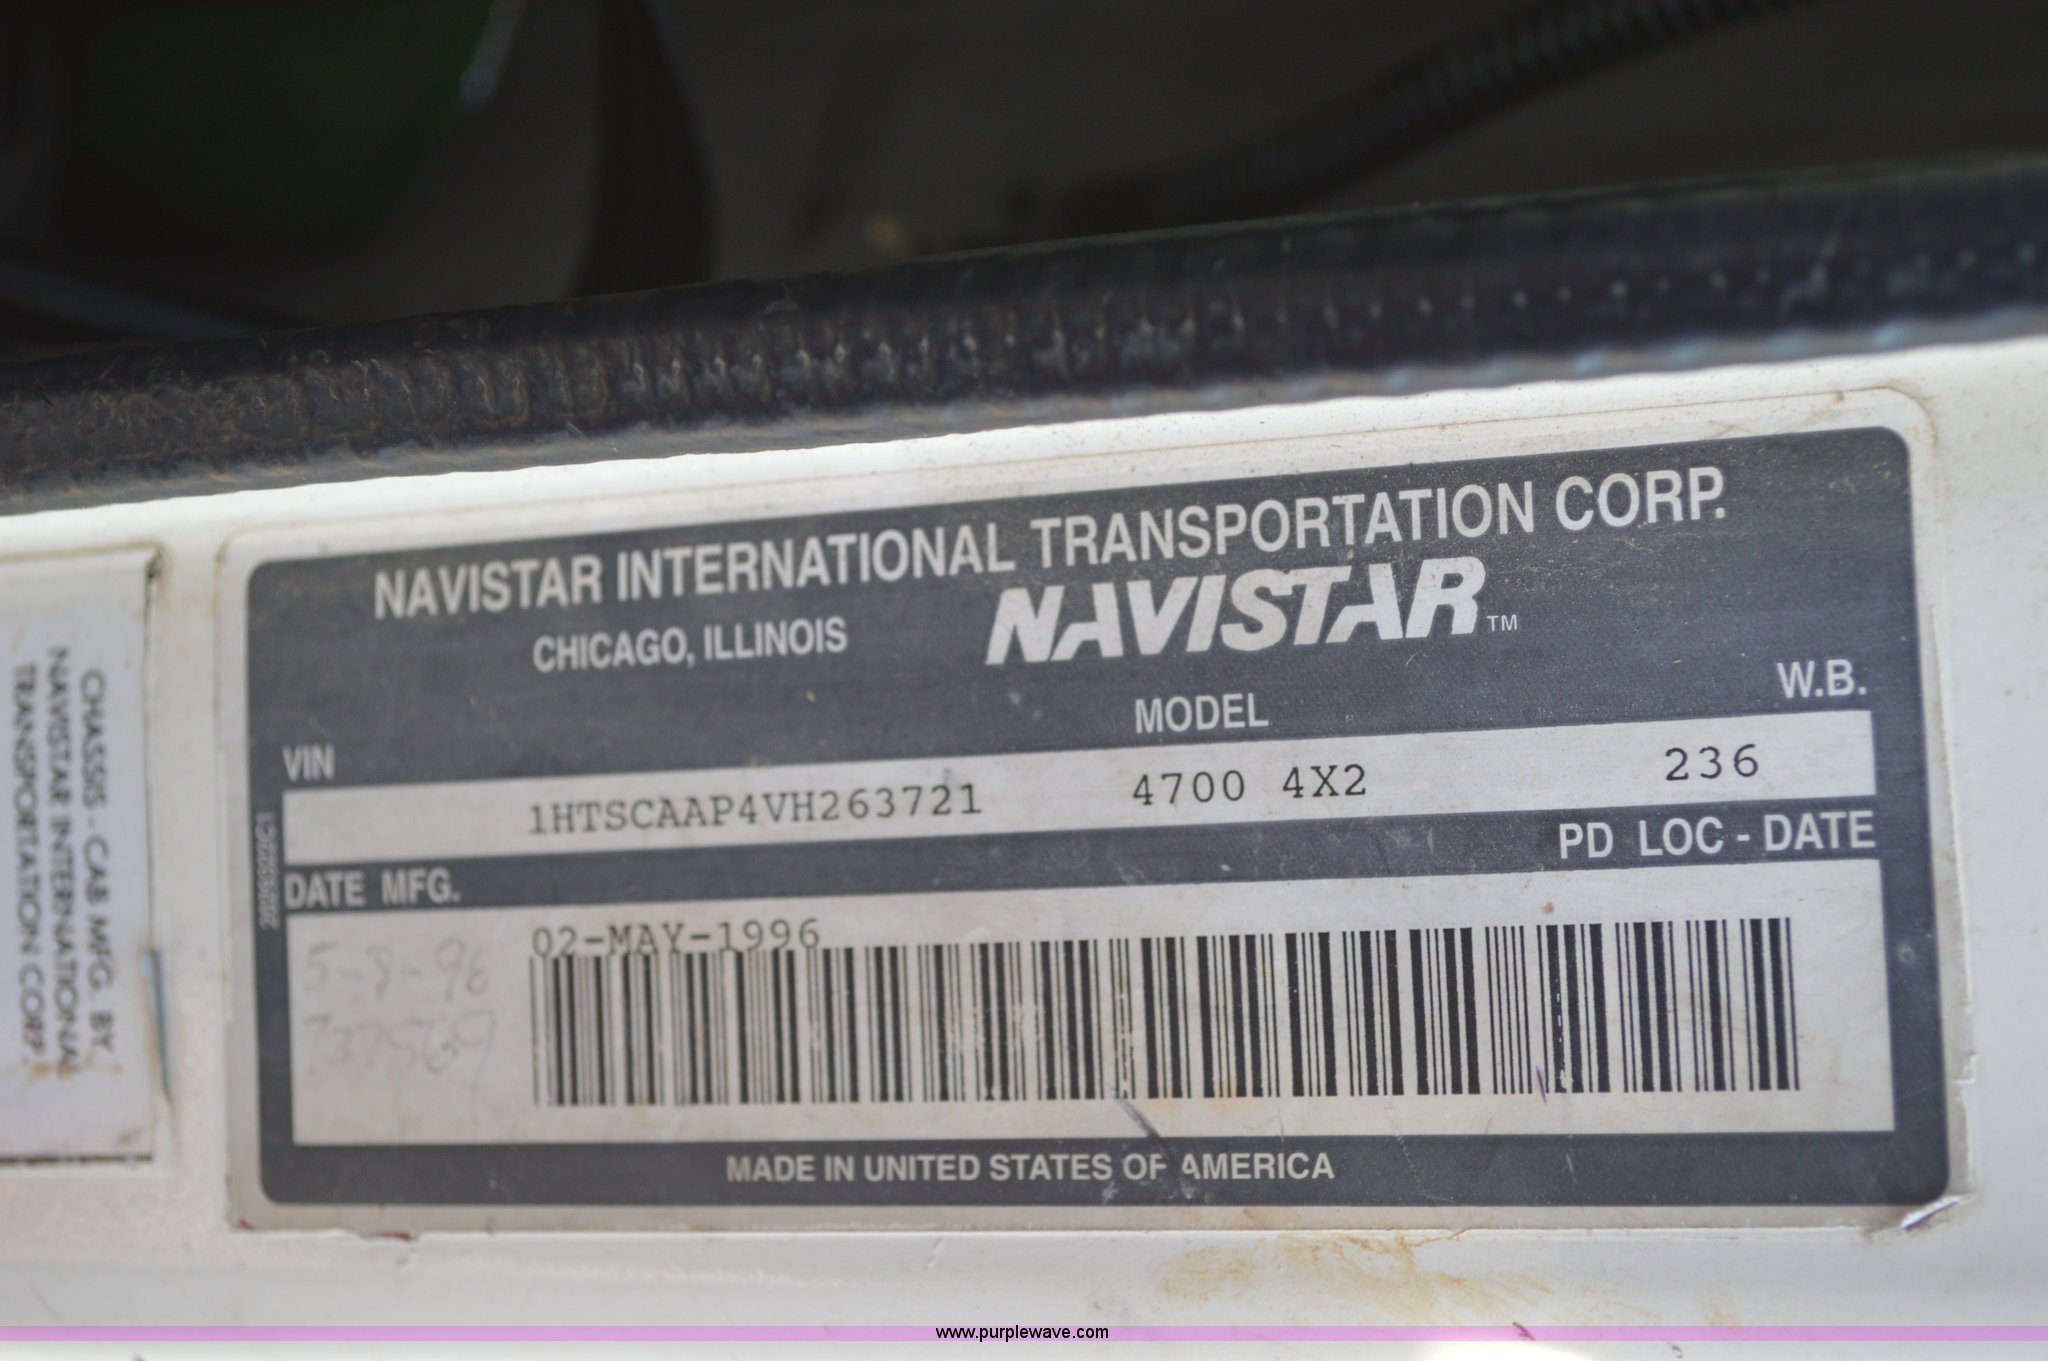 NAVISTAR INTERNATIONAL TRANSPORTATION CORP.
CHICAGO, ILLINOIS
NAVISTAR™
VIN
MODEL
W.B.
1HTSCAAP4VH263721
4700 4X2
236
DATE MFG.
PD LOC - DATE
02-MAY-1996
5-8-96
737569
MADE IN UNITED STATES OF AMERICA
CHASSIS - CAB MFG. BY
NAVISTAR INTERNATIONAL
TRANSPORTATION CORP.
www.purplewave.com